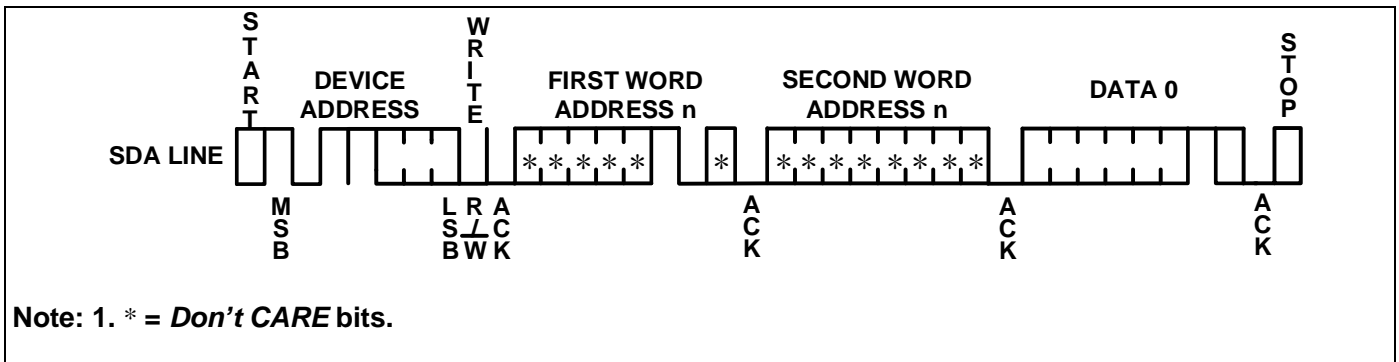 START
WRITE
STOP
DEVICE ADDRESS
FIRST WORD ADDRESS n
SECOND WORD ADDRESS n
DATA 0
SDA LINE
* * * * * * * * * * * * * *
MSB
LSB
R/W
ACK
ACK
ACK
ACK
Note: 1. * = Don't CARE bits.